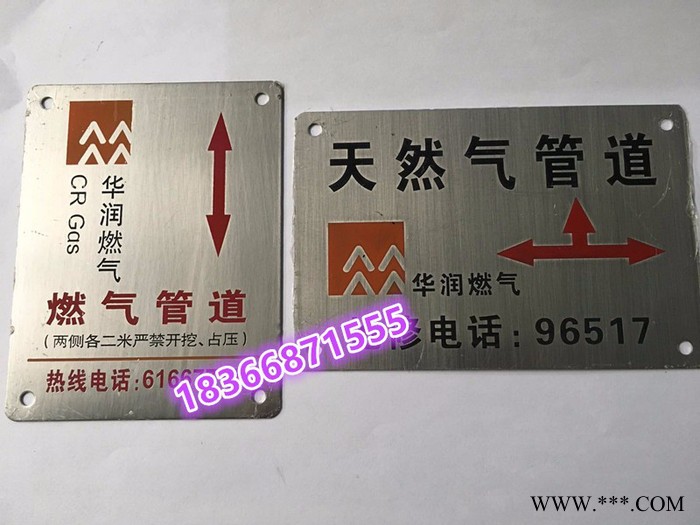 华润燃气
CR Gas
燃气管道
(两侧各二米严禁开挖、占压)
热线电话:6166
天然气管道
华润燃气
修电话:96517
18366871555
WWW.***.COM